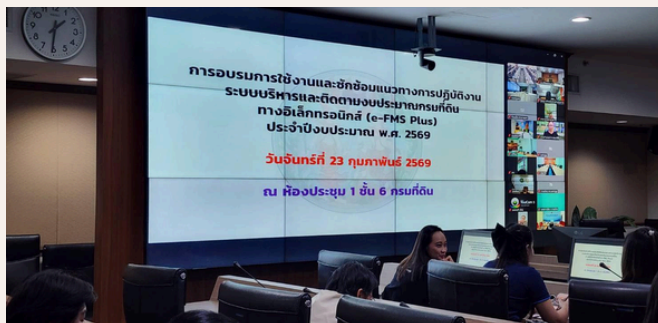 การอบรมการใช้งานและซักซ้อมแนวทางการปฏิบัติงาน
ระบบบริหารและติดตามงบประมาณกรมที่ดิน
ทางอิเล็กทรอนิกส์ (e-FMS Plus)
ประจำปีงบประมาณ พ.ศ. 2569
วันจันทร์ที่ 23 กุมภาพันธ์ 2569
ณ ห้องประชุม 1 ชั้น 6 กรมที่ดิน